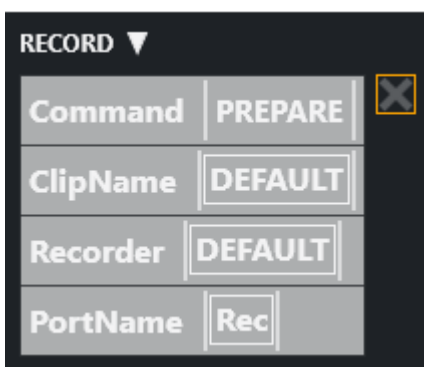 RECORD ▼
Command PREPARE
ClipName DEFAULT
Recorder DEFAULT
PortName Rec